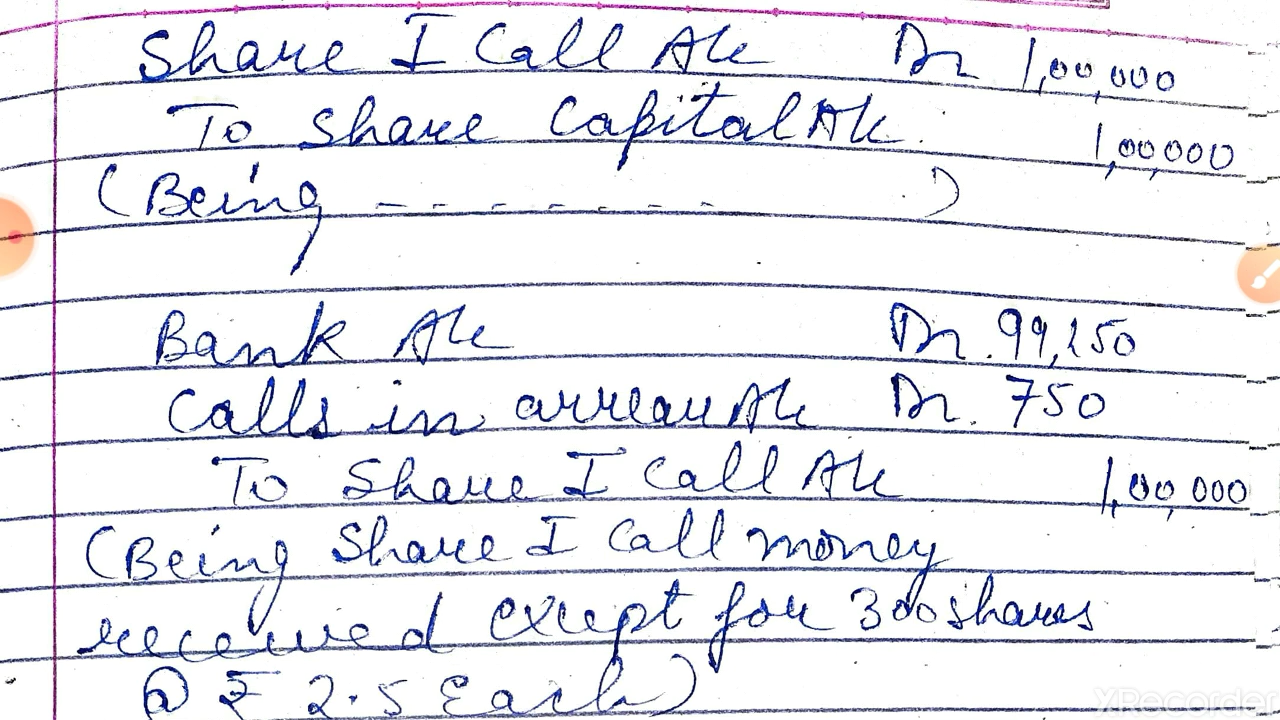 Share I Call A/c Dr 1,00,000
To Share Capital A/c. 1,00,000
(Being - - - - - - - - )
Bank A/c Dr. 99,250
Calls in arrear A/c Dr. 750
To Share I Call A/c 1,00,000
(Being Share I Call money
received except for 300 shares
@ ₹ 2.5 Each)
XRecorder